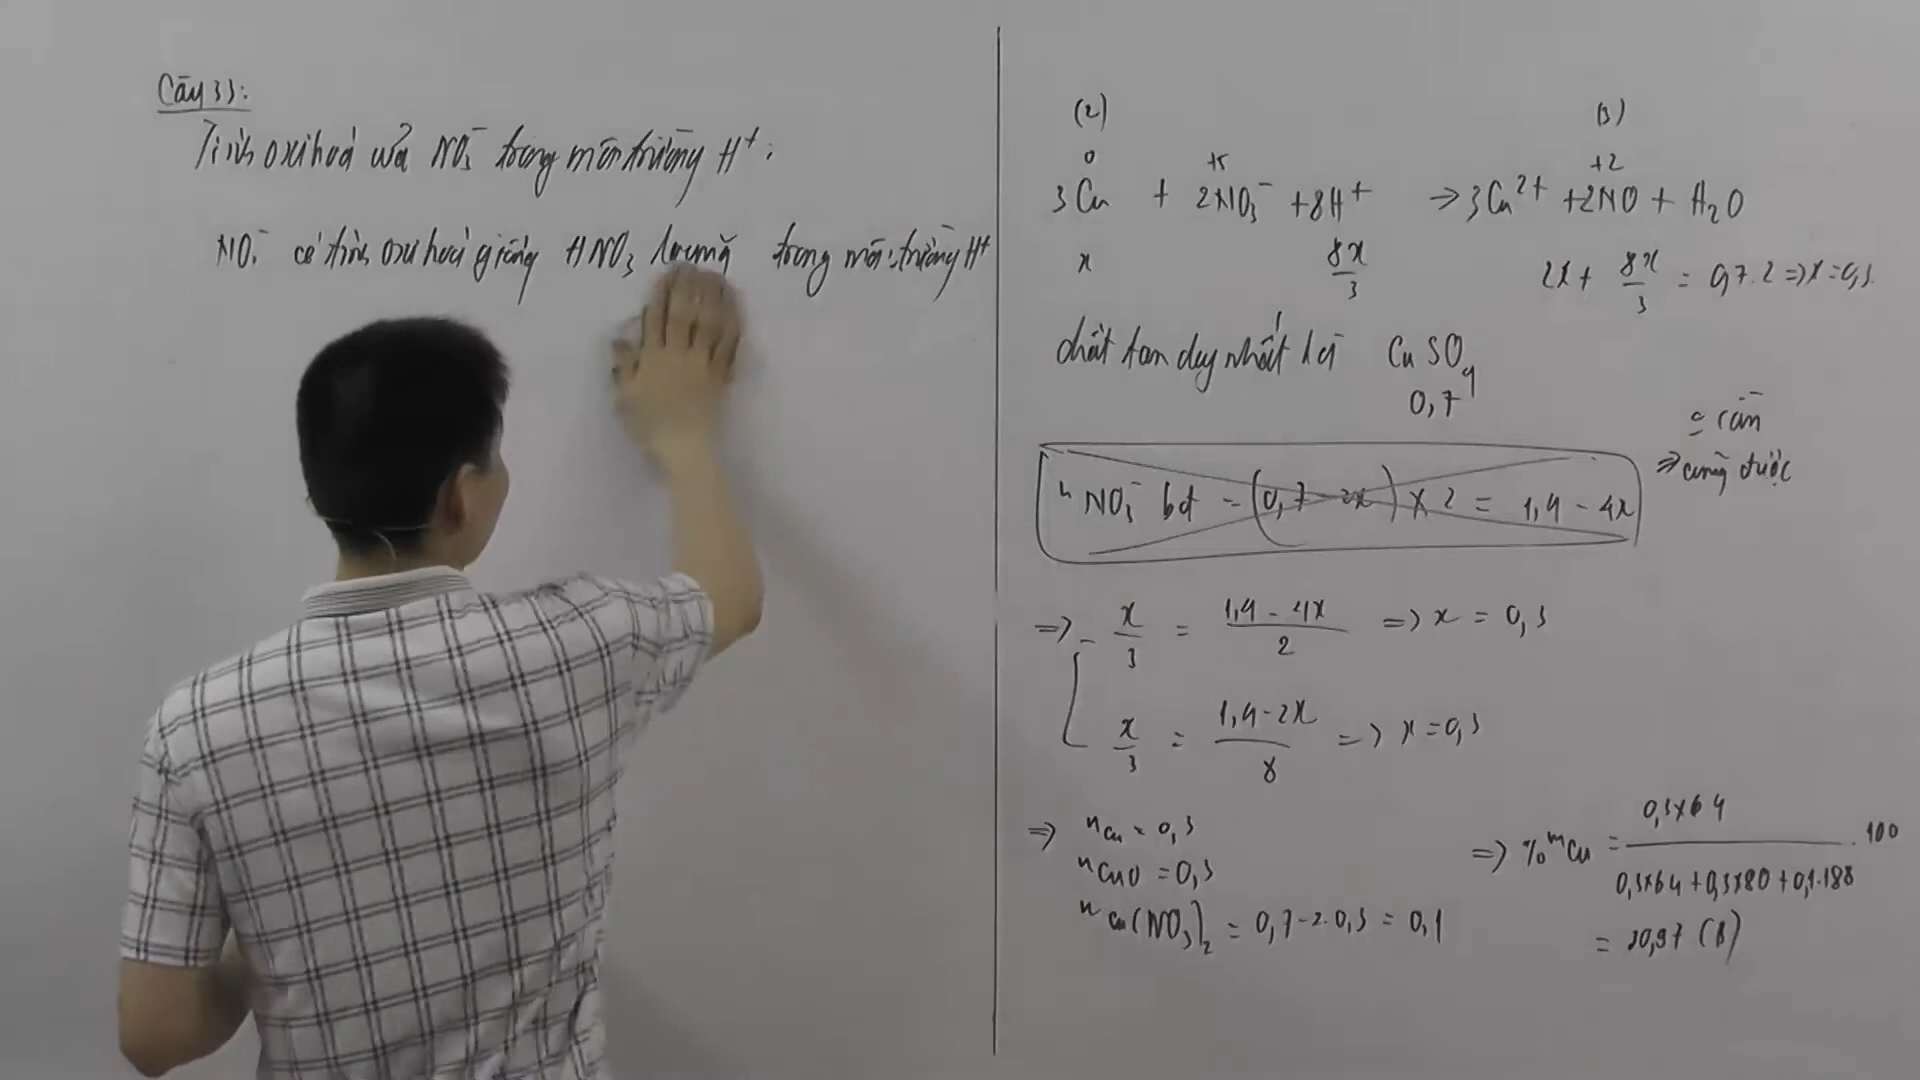 Câu 33:
Tính oxi hoá của NO3⁻ trong môi trường H⁺:
NO3⁻ có tính oxi hoá giống HNO3 loãng trong môi trường H⁺
(2) (3)
0 +5 +2
3Cu + 2NO3⁻ + 8H⁺ → 3Cu²⁺ + 2NO + H2O
x 8x/3 2x + 8x/3 = 0,7.2 => x = 0,3
chất tan duy nhất là CuSO4
0,7
e cần
=> cũng được
nNO3⁻ bđ = (0,7 - 2x) x 2 = 1,4 - 4x
=> x/3 = (1,4 - 4x)/2 => x = 0,3
x/3 = (1,4 - 2x)/8 => x = 0,3
=> nCu = 0,3
nCuO = 0,3
nCu(NO3)2 = 0,7 - 2.0,3 = 0,1
=> %mCu = (0,3x64)/(0,3x64 + 0,3x80 + 0,1.188) .100
= 30,97 (B)